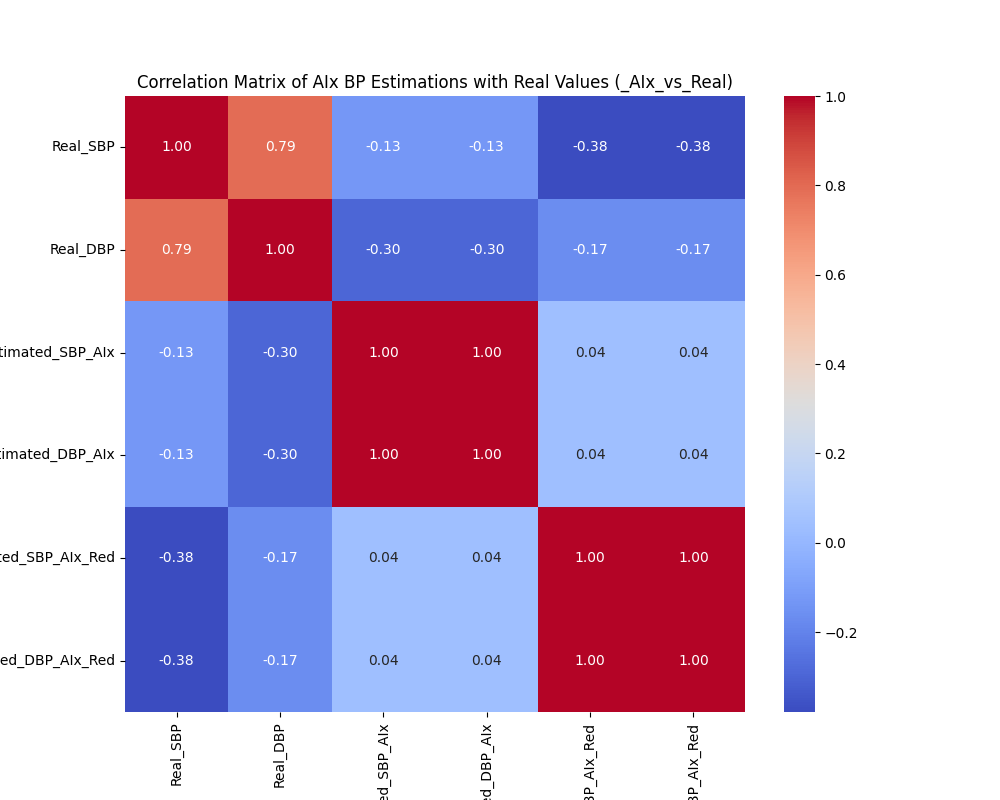 Correlation Matrix of AIx BP Estimations with Real Values (_AIx_vs_Real)
Real_SBP 1.00 0.79 -0.13 -0.13 -0.38 -0.38
Real_DBP 0.79 1.00 -0.30 -0.30 -0.17 -0.17
timated_SBP_AIx -0.13 -0.30 1.00 1.00 0.04 0.04
timated_DBP_AIx -0.13 -0.30 1.00 1.00 0.04 0.04
ted_SBP_AIx_Red -0.38 -0.17 0.04 0.04 1.00 1.00
ed_DBP_AIx_Red -0.38 -0.17 0.04 0.04 1.00 1.00
Real_SBP
Real_DBP
ed_SBP_AIx
ed_DBP_AIx
BP_AIx_Red
BP_AIx_Red
1.0
0.8
0.6
0.4
0.2
0.0
−0.2